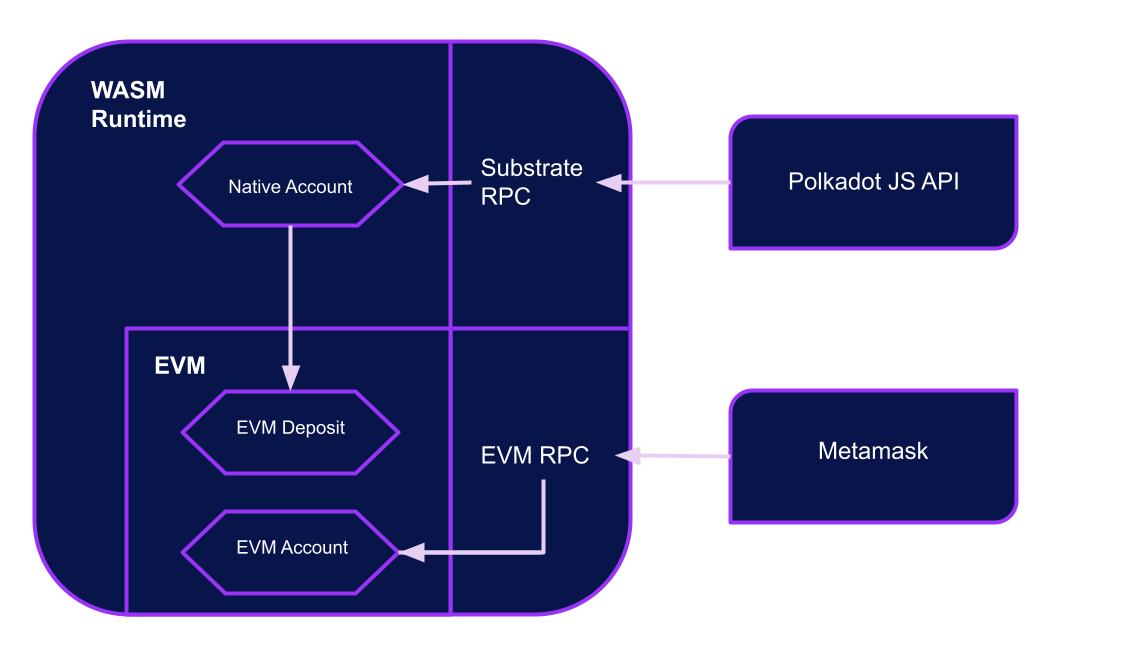 WASM
Runtime
Native Account
Substrate
RPC
Polkadot JS API
EVM
EVM Deposit
EVM RPC
Metamask
EVM Account